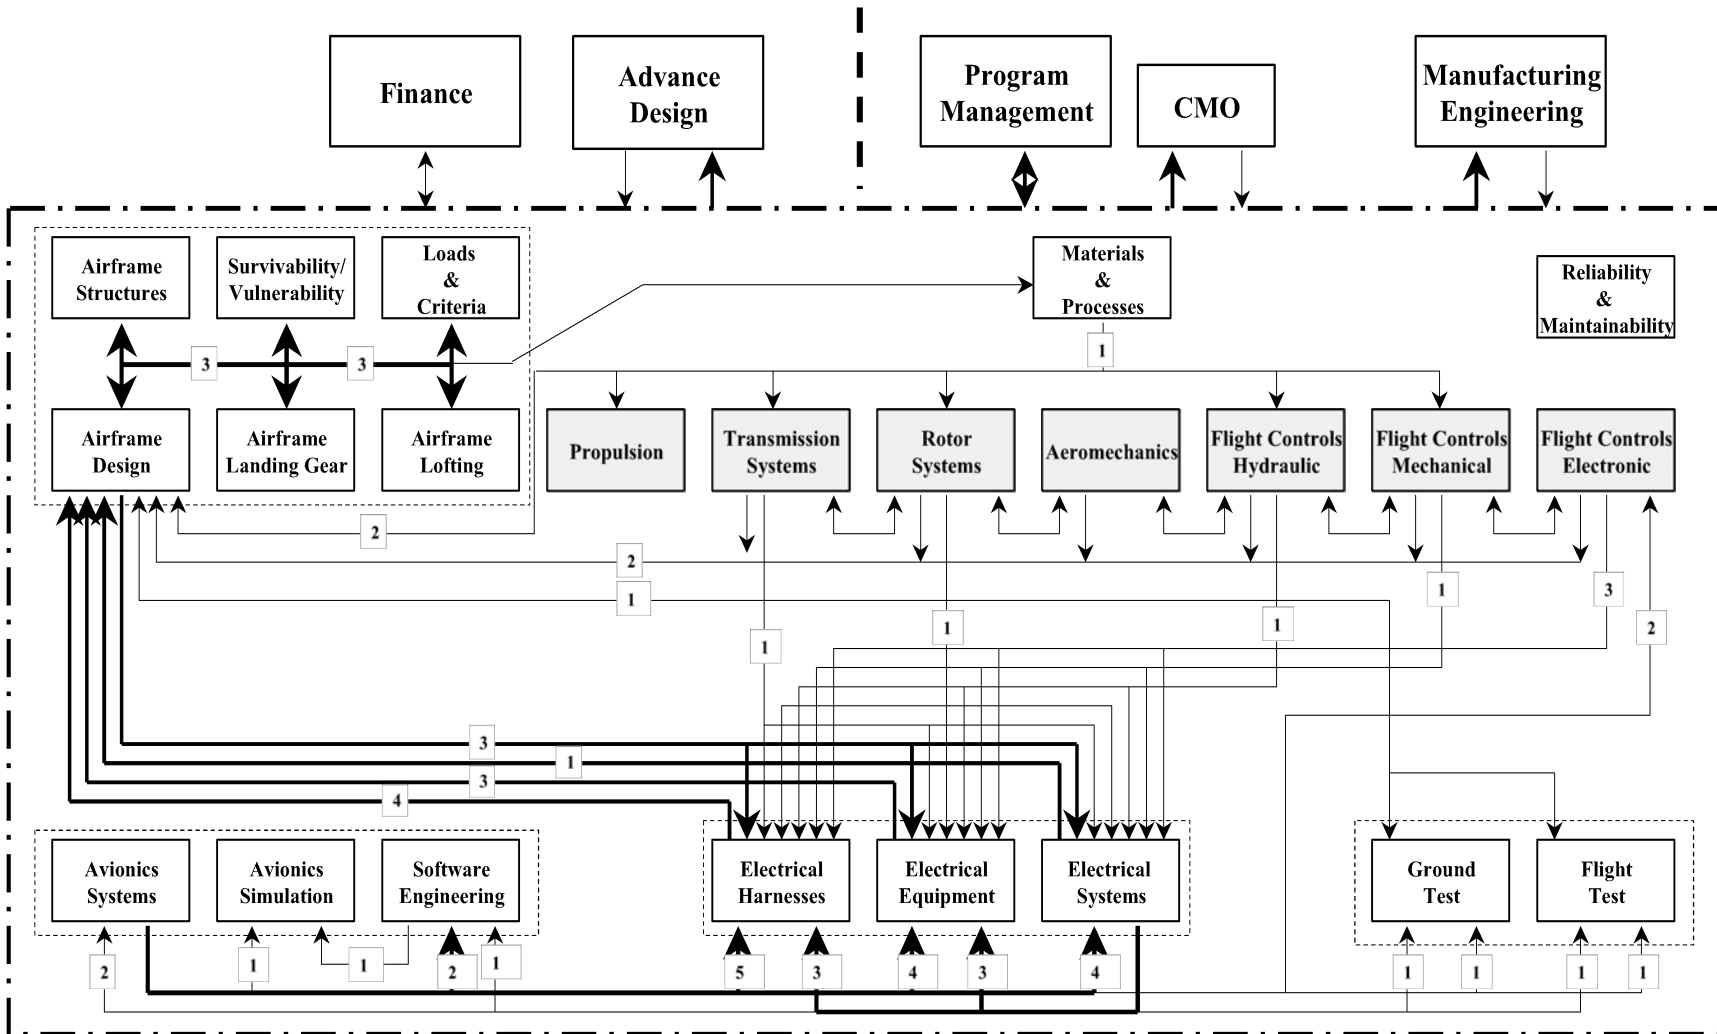 Finance
Advance
Design
Program
Management
CMO
Manufacturing
Engineering
Airframe
Structures
Survivability/
Vulnerability
Loads
&
Criteria
Materials
&
Processes
Reliability
&
Maintainability
3
3
1
Airframe
Design
Airframe
Landing Gear
Airframe
Lofting
Propulsion
Transmission
Systems
Rotor
Systems
Aeromechanics
Flight Controls
Hydraulic
Flight Controls
Mechanical
Flight Controls
Electronic
2
2
1
1
3
1
1
1
2
3
1
3
4
Avionics
Systems
Avionics
Simulation
Software
Engineering
Electrical
Harnesses
Electrical
Equipment
Electrical
Systems
Ground
Test
Flight
Test
2
1
1
2
1
5
3
4
3
4
1
1
1
1